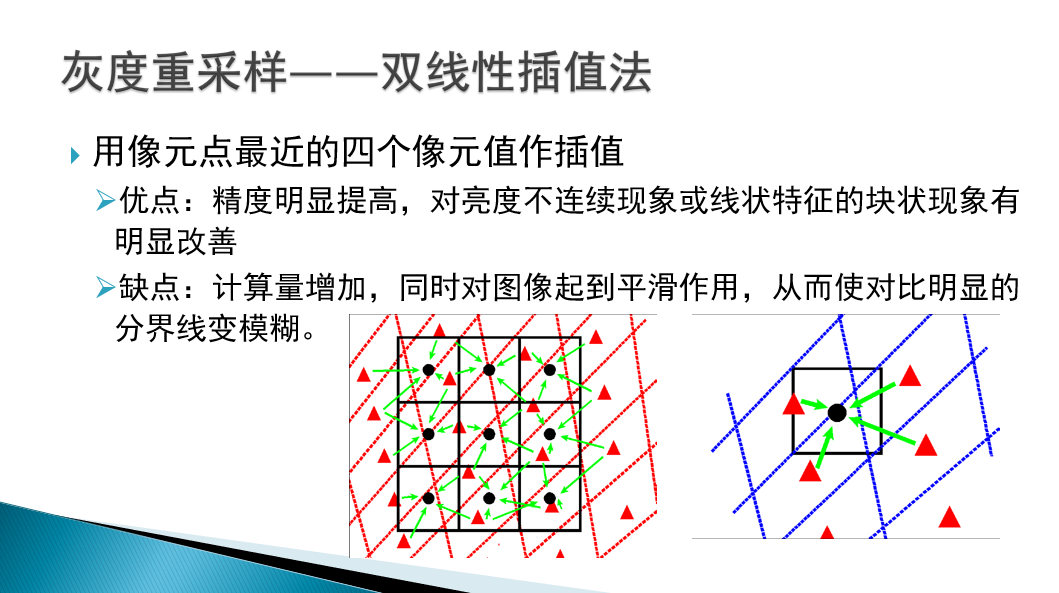 灰度重采样——双线性插值法
用像元点最近的四个像元值作插值
优点：精度明显提高，对亮度不连续现象或线状特征的块状现象有
明显改善
缺点：计算量增加，同时对图像起到平滑作用，从而使对比明显的
分界线变模糊。